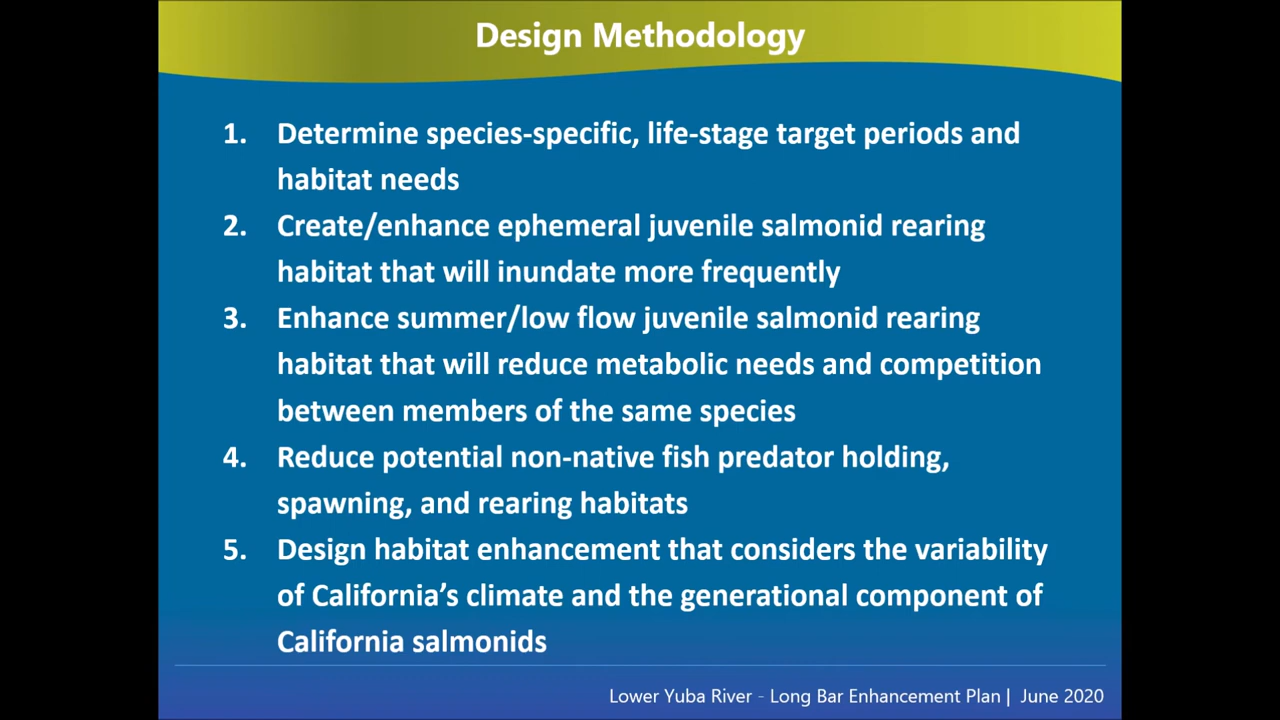 Design Methodology
1. Determine species-specific, life-stage target periods and
habitat needs
2. Create/enhance ephemeral juvenile salmonid rearing
habitat that will inundate more frequently
3. Enhance summer/low flow juvenile salmonid rearing
habitat that will reduce metabolic needs and competition
between members of the same species
4. Reduce potential non-native fish predator holding,
spawning, and rearing habitats
5. Design habitat enhancement that considers the variability
of California’s climate and the generational component of
California salmonids
Lower Yuba River - Long Bar Enhancement Plan | June 2020